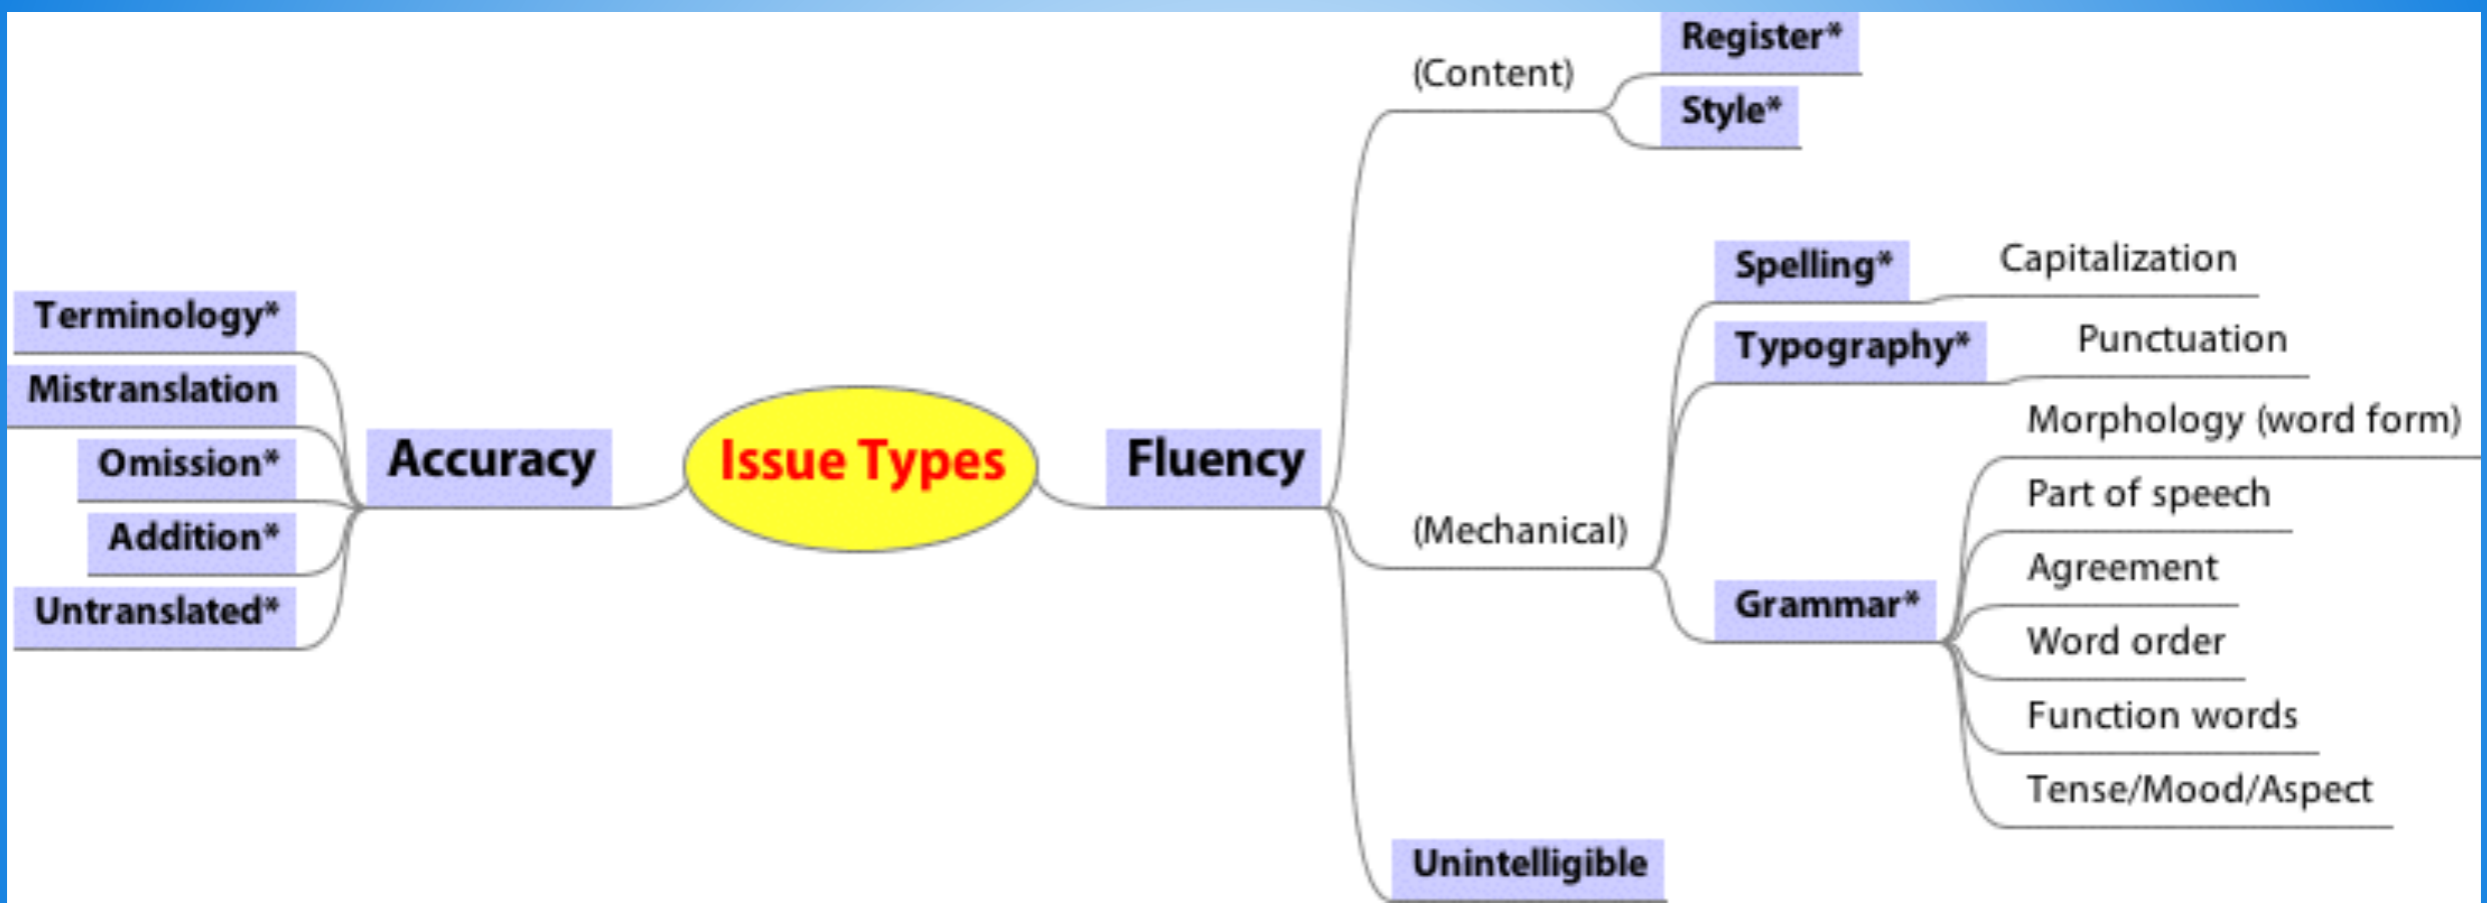 Issue Types
Accuracy
Terminology*
Mistranslation
Omission*
Addition*
Untranslated*
Fluency
(Content)
Register*
Style*
(Mechanical)
Spelling*
Capitalization
Typography*
Punctuation
Grammar*
Morphology (word form)
Part of speech
Agreement
Word order
Function words
Tense/Mood/Aspect
Unintelligible